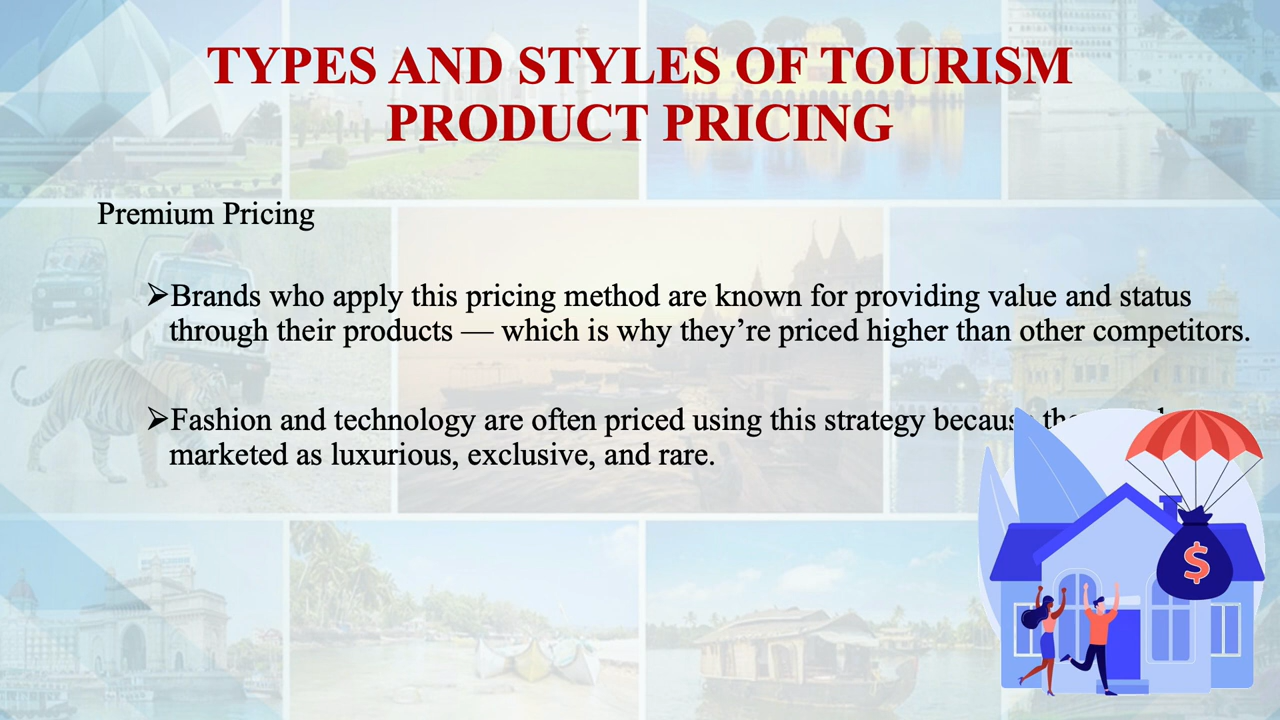 TYPES AND STYLES OF TOURISM
PRODUCT PRICING
Premium Pricing
➢Brands who apply this pricing method are known for providing value and status
through their products — which is why they’re priced higher than other competitors.
➢Fashion and technology are often priced using this strategy because
marketed as luxurious, exclusive, and rare.
$